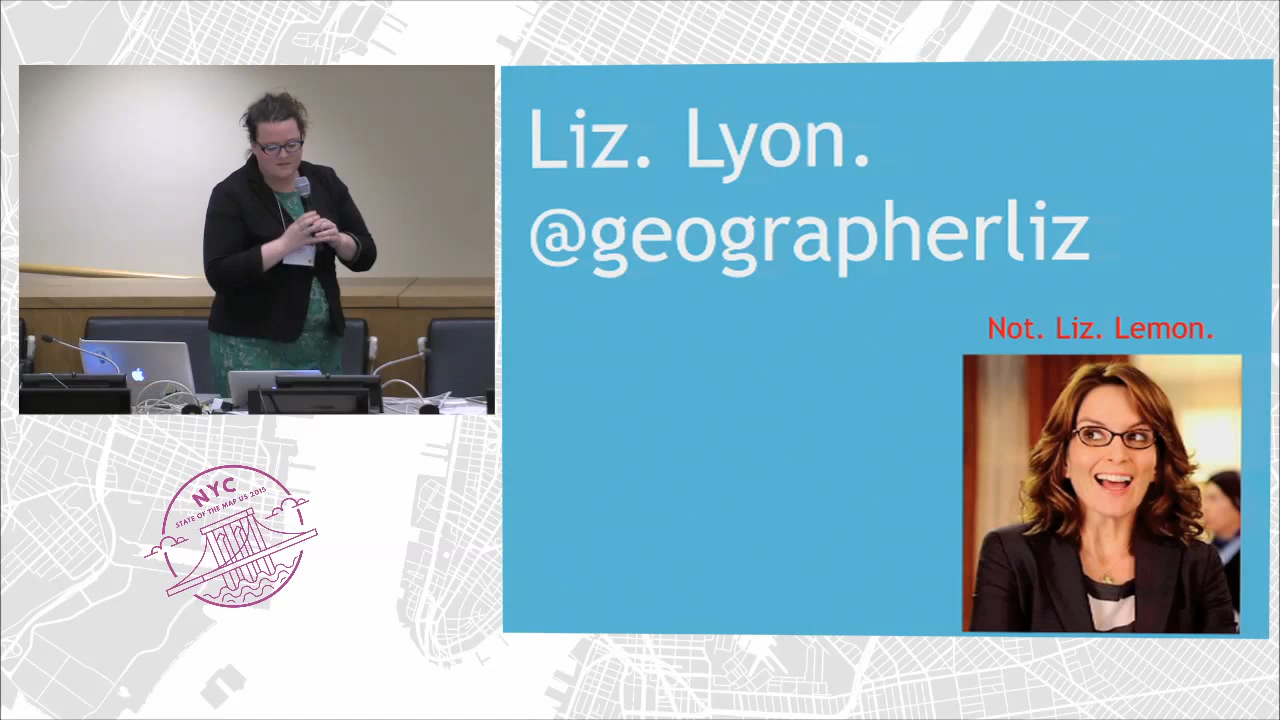 Liz. Lyon.
@geographerliz
Not. Liz. Lemon.
NYC
STATE OF THE MAP US 2015